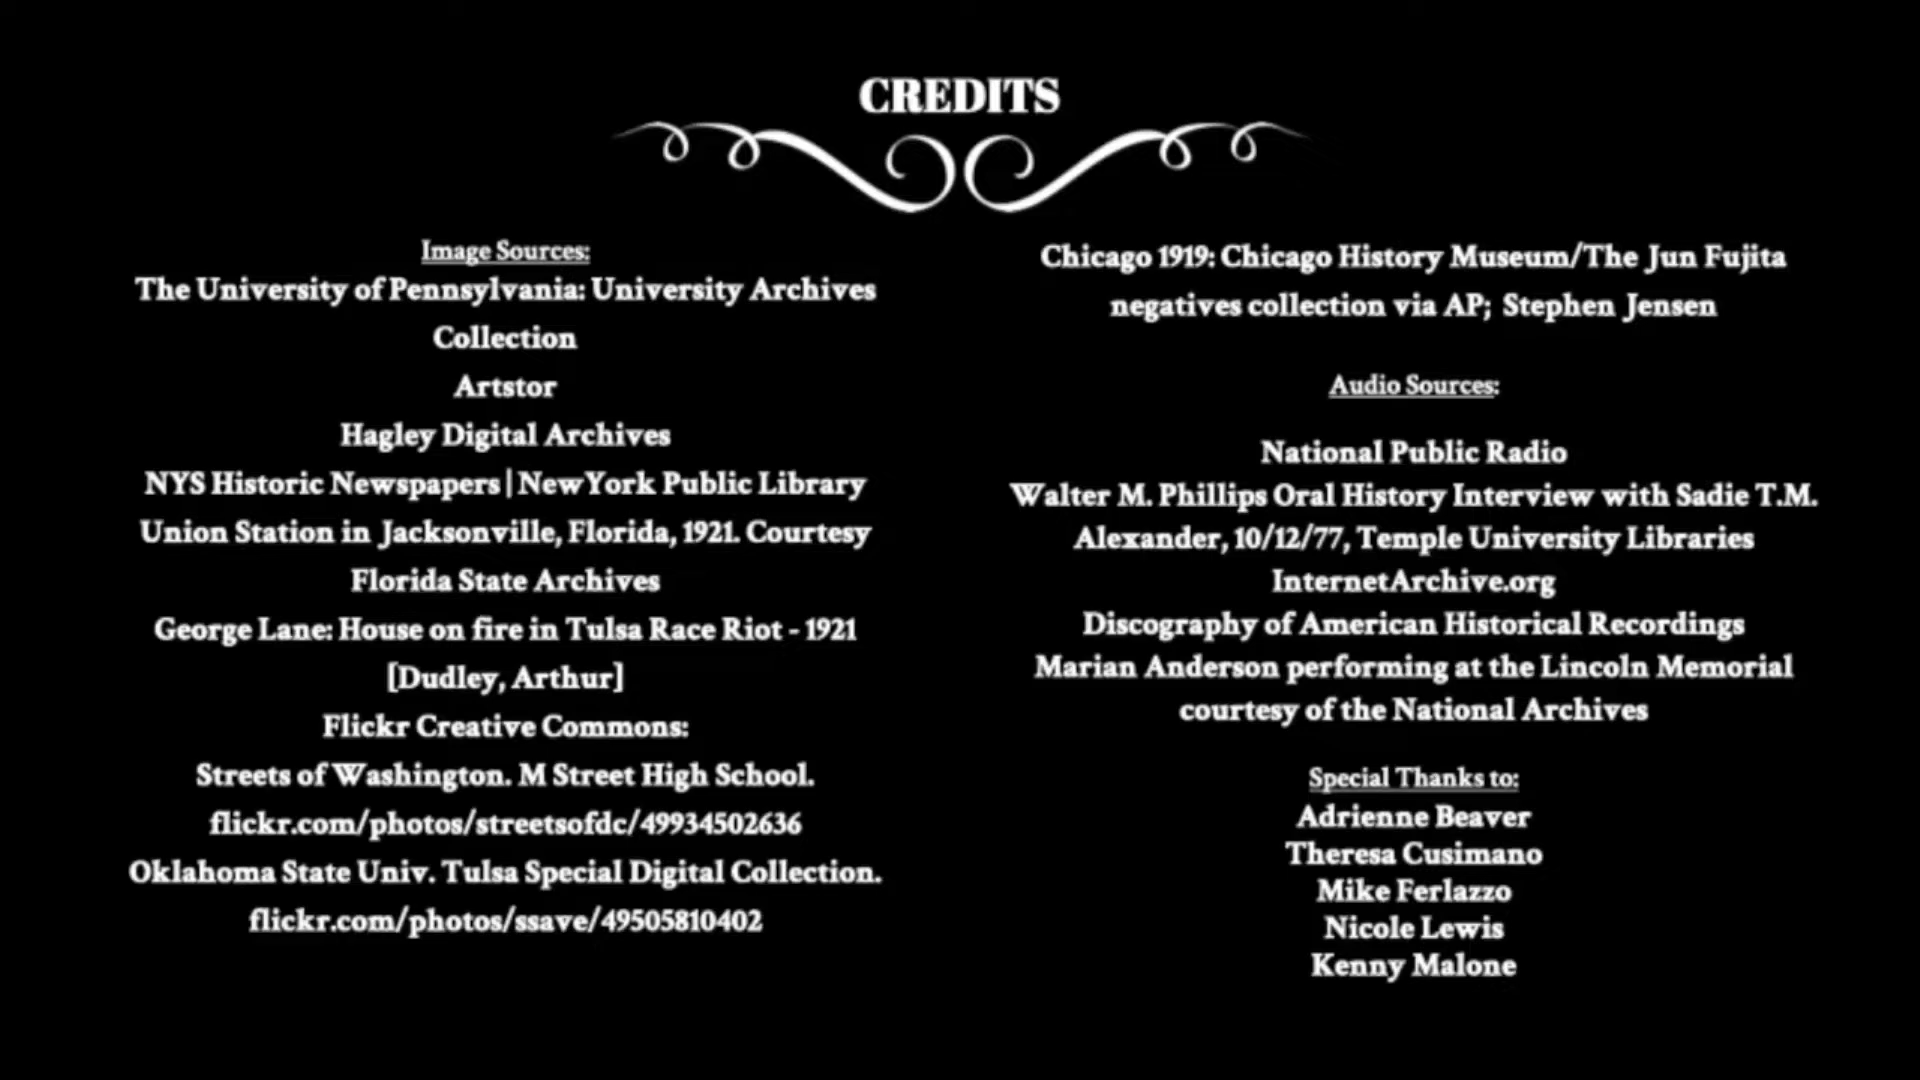 CREDITS
Image Sources:
The University of Pennsylvania: University Archives
Collection
Artstor
Hagley Digital Archives
NYS Historic Newspapers | NewYork Public Library
Union Station in Jacksonville, Florida, 1921. Courtesy
Florida State Archives
George Lane: House on fire in Tulsa Race Riot - 1921
[Dudley, Arthur]
Flickr Creative Commons:
Streets of Washington. M Street High School.
flickr.com/photos/streetsofdc/49934502636
Oklahoma State Univ. Tulsa Special Digital Collection.
flickr.com/photos/ssave/49505810402
Chicago 1919: Chicago History Museum/The Jun Fujita
negatives collection via AP; Stephen Jensen
Audio Sources:
National Public Radio
Walter M. Phillips Oral History Interview with Sadie T.M.
Alexander, 10/12/77, Temple University Libraries
InternetArchive.org
Discography of American Historical Recordings
Marian Anderson performing at the Lincoln Memorial
courtesy of the National Archives
Special Thanks to:
Adrienne Beaver
Theresa Cusimano
Mike Ferlazzo
Nicole Lewis
Kenny Malone